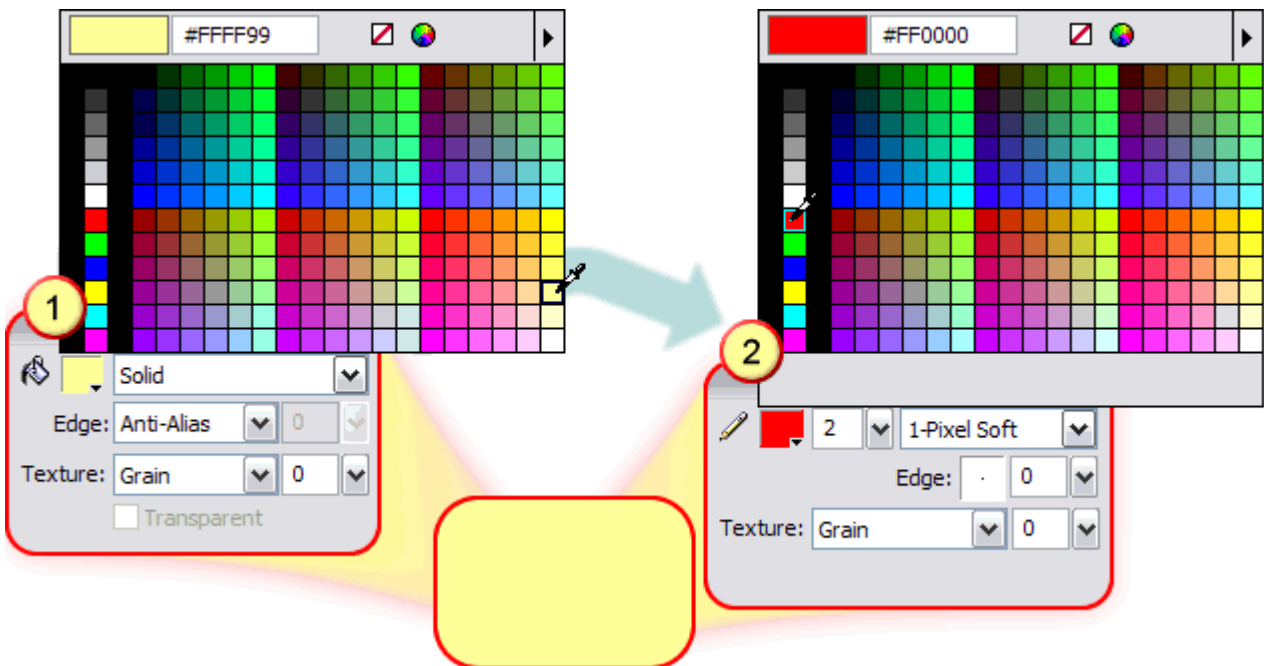 #FFFF99
#FF0000
1
Solid
Edge: Anti-Alias 0
Texture: Grain 0
Transparent
2
2 1-Pixel Soft
Edge: 0
Texture: Grain 0